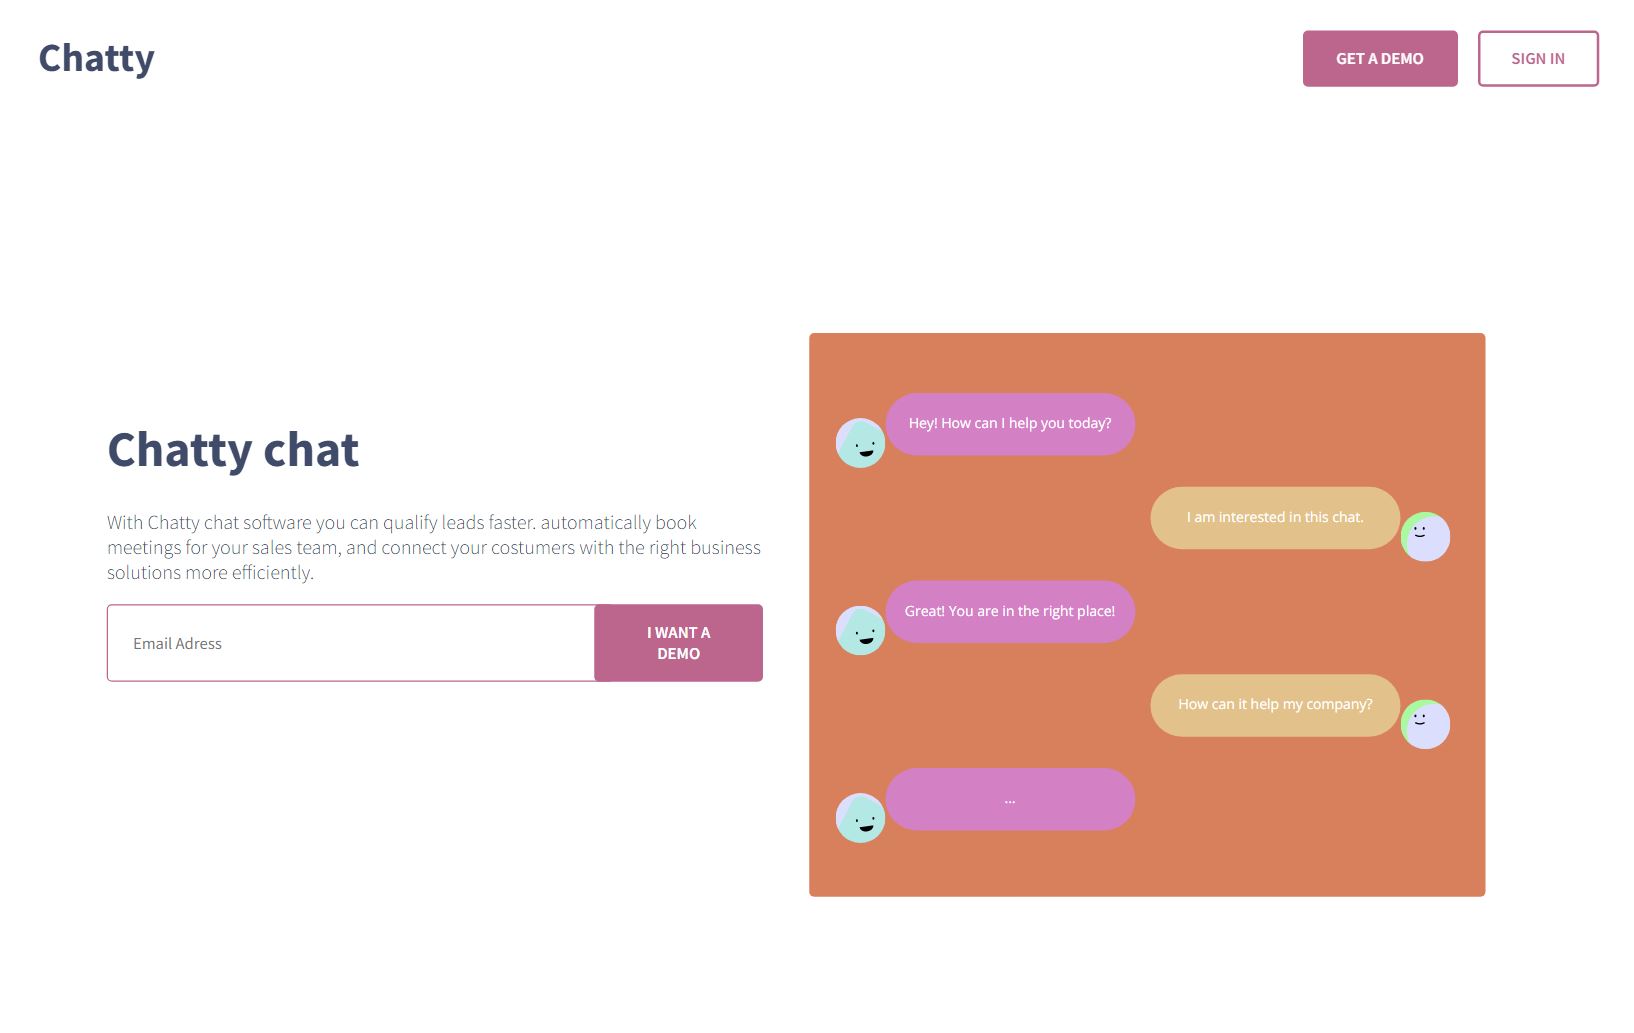 Chatty
GET A DEMO
SIGN IN
Chatty chat
With Chatty chat software you can qualify leads faster. automatically book
meetings for your sales team, and connect your costumers with the right business
solutions more efficiently.
Email Adress
I WANT A
DEMO
Hey! How can I help you today?
I am interested in this chat.
Great! You are in the right place!
How can it help my company?
...